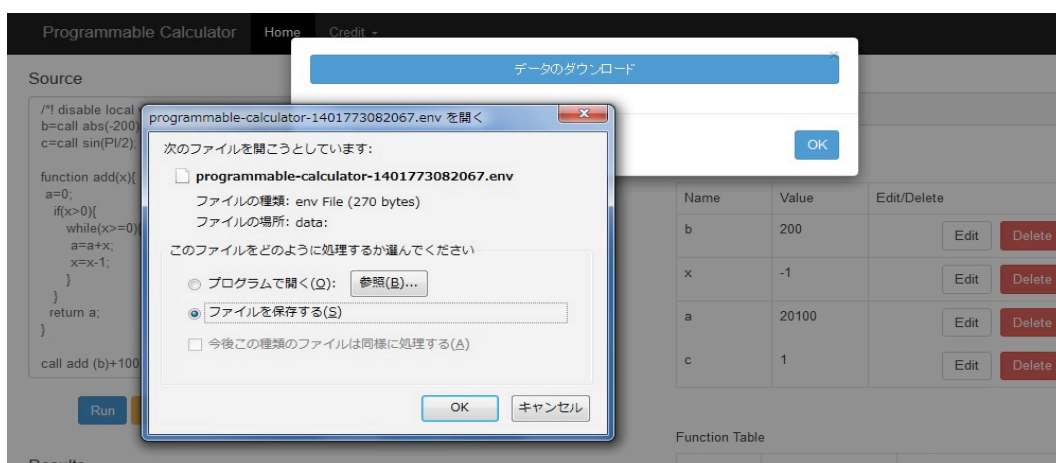 Programmable Calculator Home Credit
データのダウンロード
×
OK
Source
/*! disable local
b=call abs(-200)
c=call sin(PI/2);
function add(x){
a=0;
if(x>0){
while(x>=0){
a=a+x;
x=x-1;
}
}
return a;
}
call add (b)+100
Run
programmable-calculator-1401773082067.env を開く
次のファイルを開こうとしています:
programmable-calculator-1401773082067.env
ファイルの種類: env File (270 bytes)
ファイルの場所: data:
このファイルをどのように処理するか選んでください
プログラムで開く(O): 参照(B)...
ファイルを保存する(S)
今後この種類のファイルは同様に処理する(A)
OK キャンセル
Name Value Edit/Delete
b 200 Edit Delete
x -1 Edit Delete
a 20100 Edit Delete
c 1 Edit Delete
Function Table